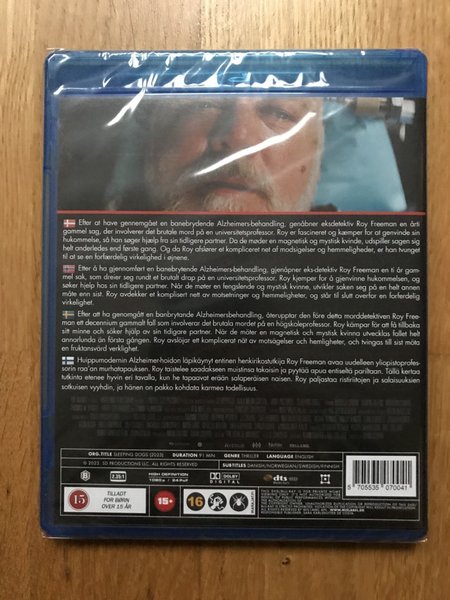 Efter at have gennemgået en banebrydende Alzheimers-behandling, genåbner eksdetektiv Roy Freeman en årti
gammel sag, der involverer det brutale mord på en universitetsprofessor. Roy er fascineret og kæmper for at genvinde sin
hukommelse, så han søger hjælp fra sin tidligere partner. Da de møder en magnetisk og mystisk kvinde, udspiller sagen sig
helt anderledes end første gang. Og da Roy afslører et kompliceret net af modsigelser og hemmeligheder, er han tvunget
til at se en forfærdelig virkelighed i øjnene.
Etter å ha gjennomført en banebrytende Alzheimers-behandling, gjenåpner eks-detektiv Roy Freeman en ti år gam
mel sak, som dreier seg rundt et brutalt drap på en universitetsprofessor. Roy kjemper for å gjenvinne hukommelsen, og
søker hjelp hos sin tidligere partner. Når de møter en fengslende og mystisk kvinne, utvikler saken seg på en helt annen
måte enn sist. Roy avdekker et komplisert nett av motsetninger og hemmeligheter, og står til slutt overfor en forferdelig
virkelighet.
Efter att ha genomgått en banbrytande Alzheimersbehandling, återupptar den före detta morddetektiven Roy Freeman
ett decennium gammalt fall som involverar det brutala mordet på en högskoleprofessor. Roy kämpar för att få tillbaka
sitt minne och söker hjälp av sin tidigare partner. När de möter en magnetisk och mystisk kvinna utvecklas fallet helt
annorlunda än första gången. Roy avslöjar ett komplicerat nät av motsägelser och hemligheter, och tvingas till sist möta
en fruktansvärd verklighet.
Huippumodernin Alzheimer-hoidon läpikäynyt entinen henkirikostutkija Roy Freeman avaa uudelleen yliopistoprofes-
sorin raa'an murhatapauksen. Roy taistelee saadakseen muistinsa takaisin ja pyytää apua entiseltä pariltaan. Tällä kertaa
tutkinta etenee hyvin eri tavalla, kun he tapaavat erään salaperäisen naisen. Roy paljastaa ristiriitojen ja salaisuuksien
sotkuisen vyyhdin, ja hänen on pakko kohdata karmea todellisuus.
ORG.TITLE SLEEPING DOGS (2023) DURATION 91 MIN. GENRE THRILLER LANGUAGE ENGLISH
© 2023 SD PRODUCTIONS LLC. ALL RIGHTS RESERVED. SUBTITLES DANISH/NORWEGIAN/SWEDISH/FINNISH
B 2.35:1 HIGH DEFINITION
1080p / 24Fps DOLBY
DIGITAL dts
15 TILLADT
FOR BØRN
OVER 15 ÅR 15+ 16
5 705535 070041